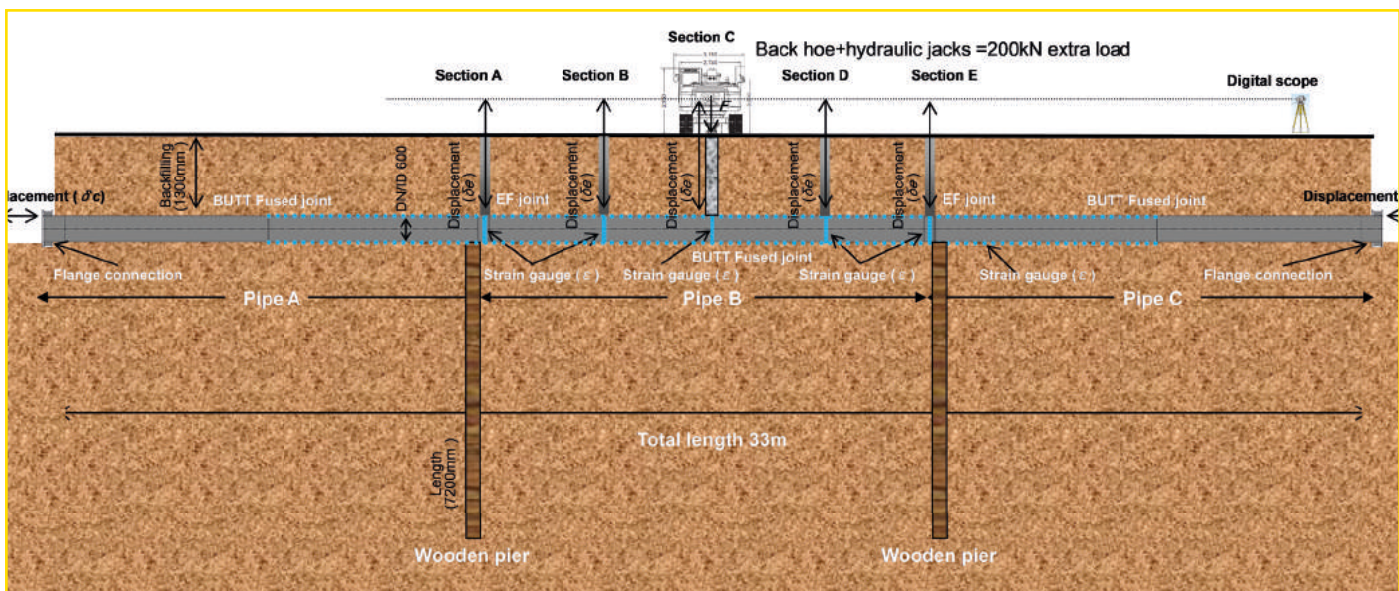 Section C
Back hoe+hydraulic jacks =200kN extra load
Section A
Section B
Section D
Section E
Digital scope
F
Backfilling
(1300mm)
DN/ID 600
Displacement
(δe)
Displacement
(δe)
Displacement
(δe)
Displacement
(δe)
Displacement
(δe)
lacement ( δ'c)
Displacement
BUTT Fused joint
EF joint
EF joint
BUTT Fused joint
BUTT Fused joint
Flange connection
Strain gauge (ε)
Strain gauge (ε)
Strain gauge (ε)
Strain gauge (ε)
Flange connection
Pipe A
Pipe B
Pipe C
Total length 33m
Length
(7200mm)
Wooden pier
Wooden pier